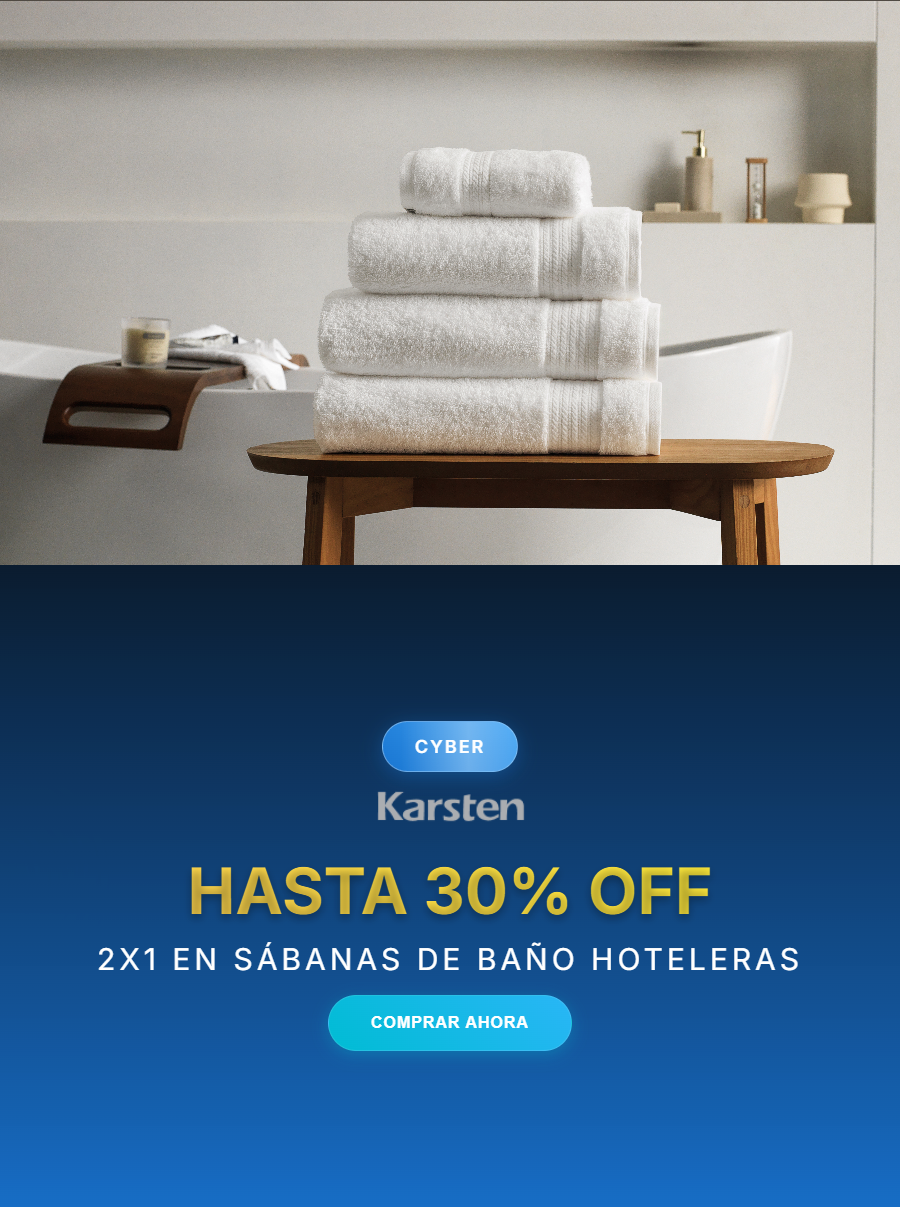 CYBER
Karsten
HASTA 30% OFF
2X1 EN SÁBANAS DE BAÑO HOTELERAS
COMPRAR AHORA